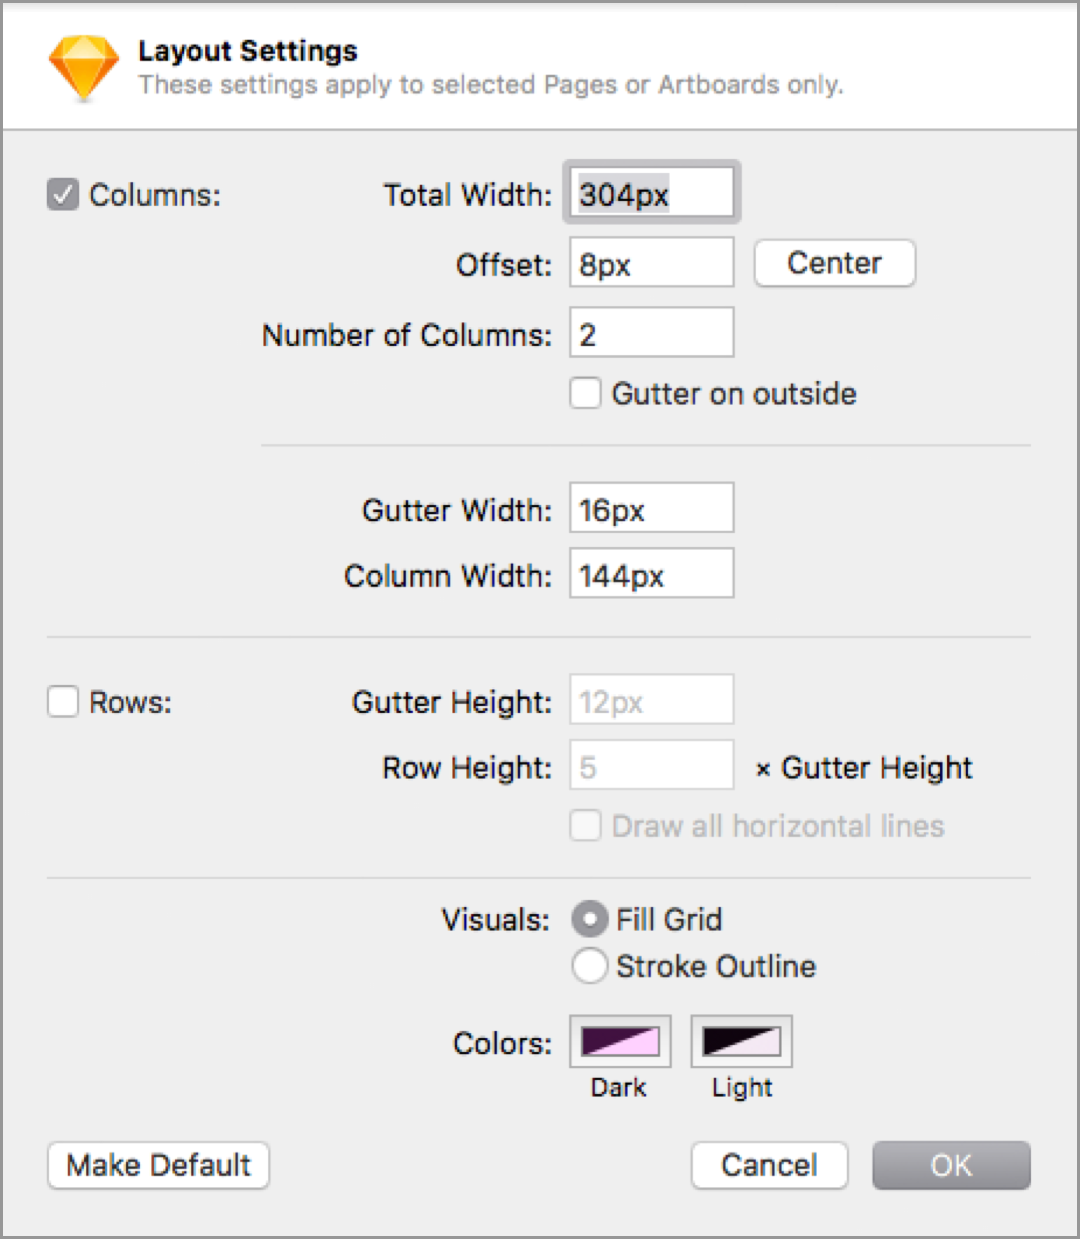 Layout Settings
These settings apply to selected Pages or Artboards only.
Columns: Total Width: 304px
Offset: 8px Center
Number of Columns: 2
Gutter on outside
Gutter Width: 16px
Column Width: 144px
Rows: Gutter Height: 12px
Row Height: 5 × Gutter Height
Draw all horizontal lines
Visuals: Fill Grid
Stroke Outline
Colors:
Dark Light
Make Default Cancel OK